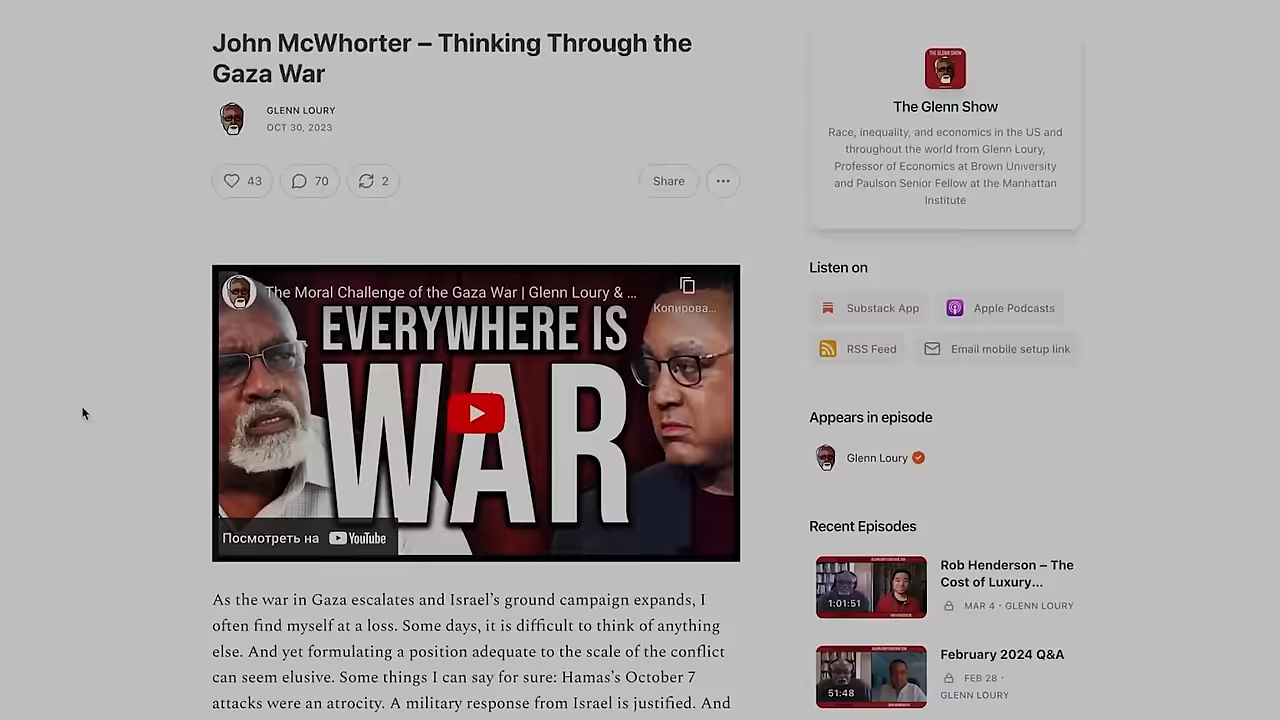 John McWhorter – Thinking Through the
Gaza War
GLENN LOURY
OCT 30, 2023
43
70
2
Share
The Moral Challenge of the Gaza War | Glenn Loury & ...
Копирова...
EVERYWHERE IS
WAR
Посмотреть на YouTube
As the war in Gaza escalates and Israel’s ground campaign expands, I
often find myself at a loss. Some days, it is difficult to think of anything
else. And yet formulating a position adequate to the scale of the conflict
can seem elusive. Some things I can say for sure: Hamas’s October 7
attacks were an atrocity. A military response from Israel is justified. And
THE GLENN SHOW
The Glenn Show
Race, inequality, and economics in the US and
throughout the world from Glenn Loury,
Professor of Economics at Brown University
and Paulson Senior Fellow at the Manhattan
Institute
Listen on
Substack App
Apple Podcasts
RSS Feed
Email mobile setup link
Appears in episode
Glenn Loury
Recent Episodes
1:01:51
Rob Henderson – The
Cost of Luxury...
MAR 4 • GLENN LOURY
51:48
February 2024 Q&A
FEB 28 •
GLENN LOURY